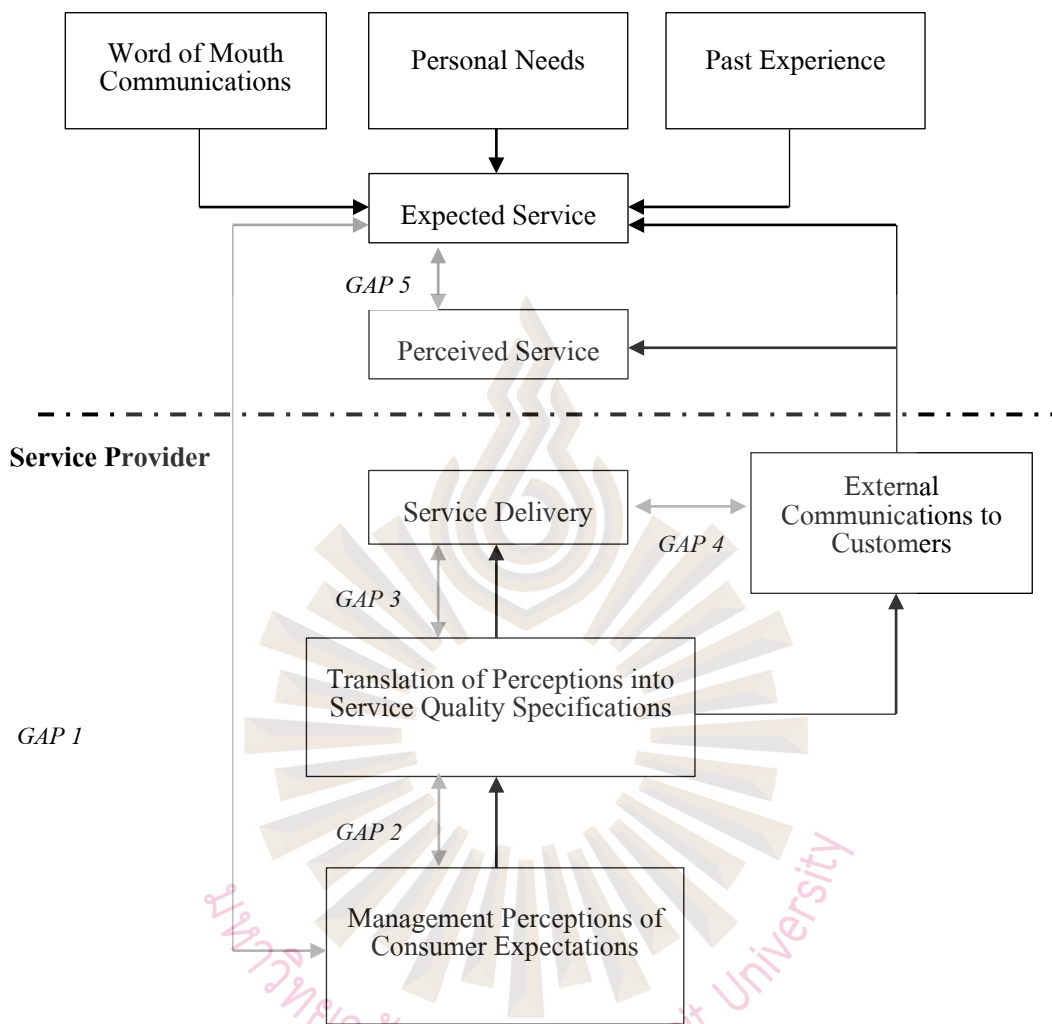 Word of Mouth
Communications
Personal Needs
Past Experience
Expected Service
GAP 5
Perceived Service
Service Provider
Service Delivery
External
Communications to
Customers
GAP 4
GAP 3
Translation of Perceptions into
Service Quality Specifications
GAP 1
GAP 2
Management Perceptions of
Consumer Expectations
University